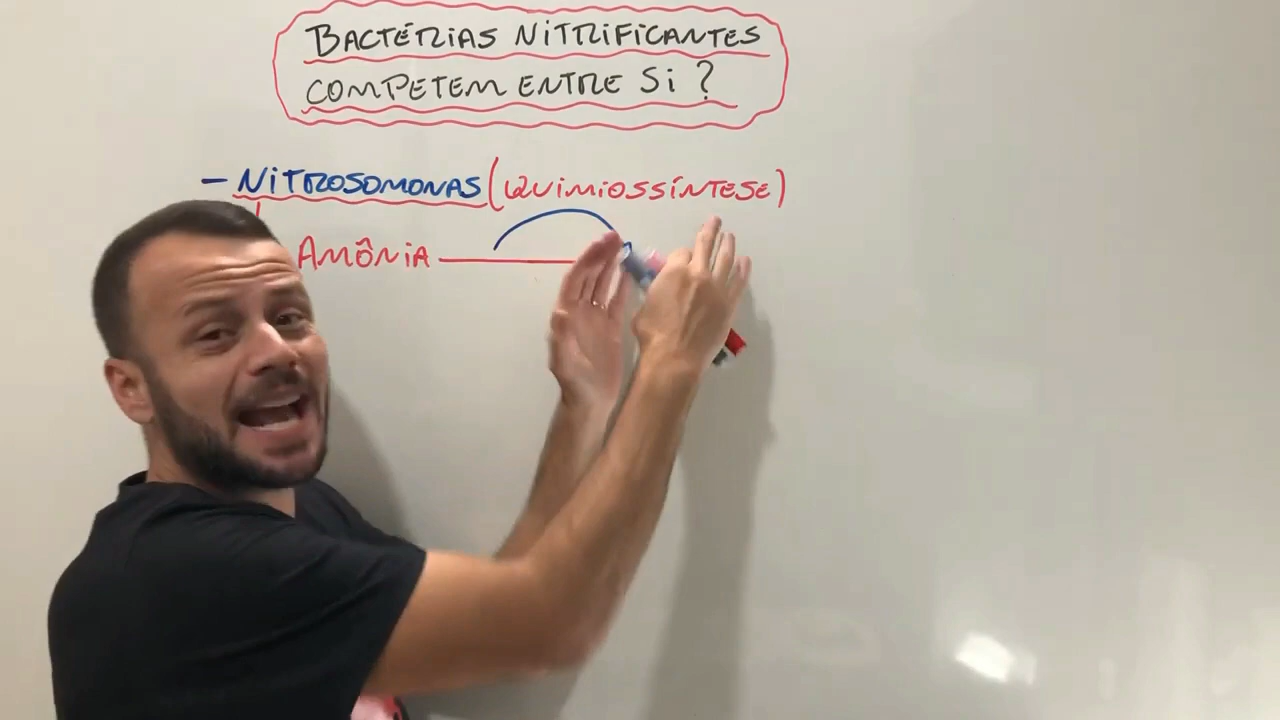 BACTÉRIAS NITRIFICANTES
COMPETEM ENTRE SI?
- NITROSOMONAS (QUIMIOSSÍNTESE)
AMÔNIA